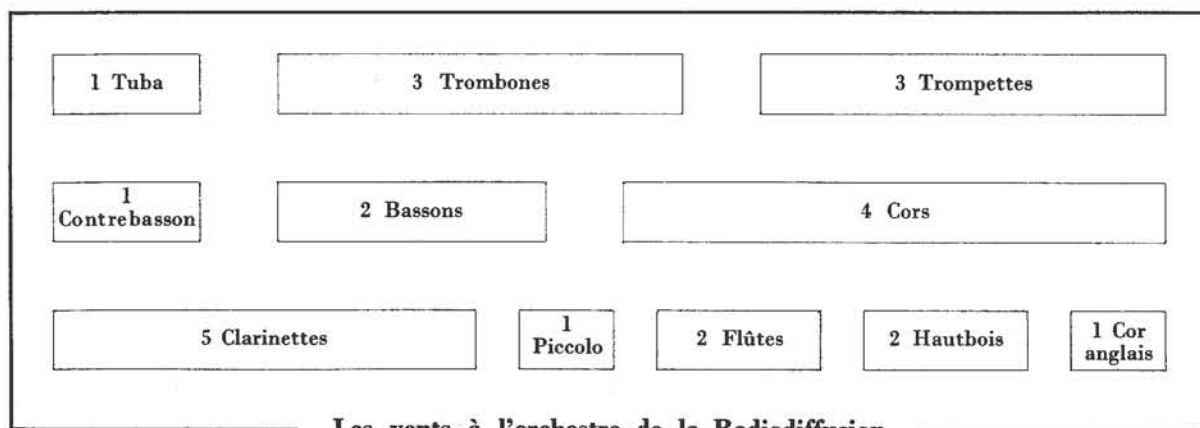 1 Tuba
3 Trombones
3 Trompettes
1
Contrebasson
2 Bassons
4 Cors
5 Clarinettes
1
Piccolo
2 Flûtes
2 Hautbois
1 Cor
anglais
Les vents à l'orchestre de la Radiodiffusion